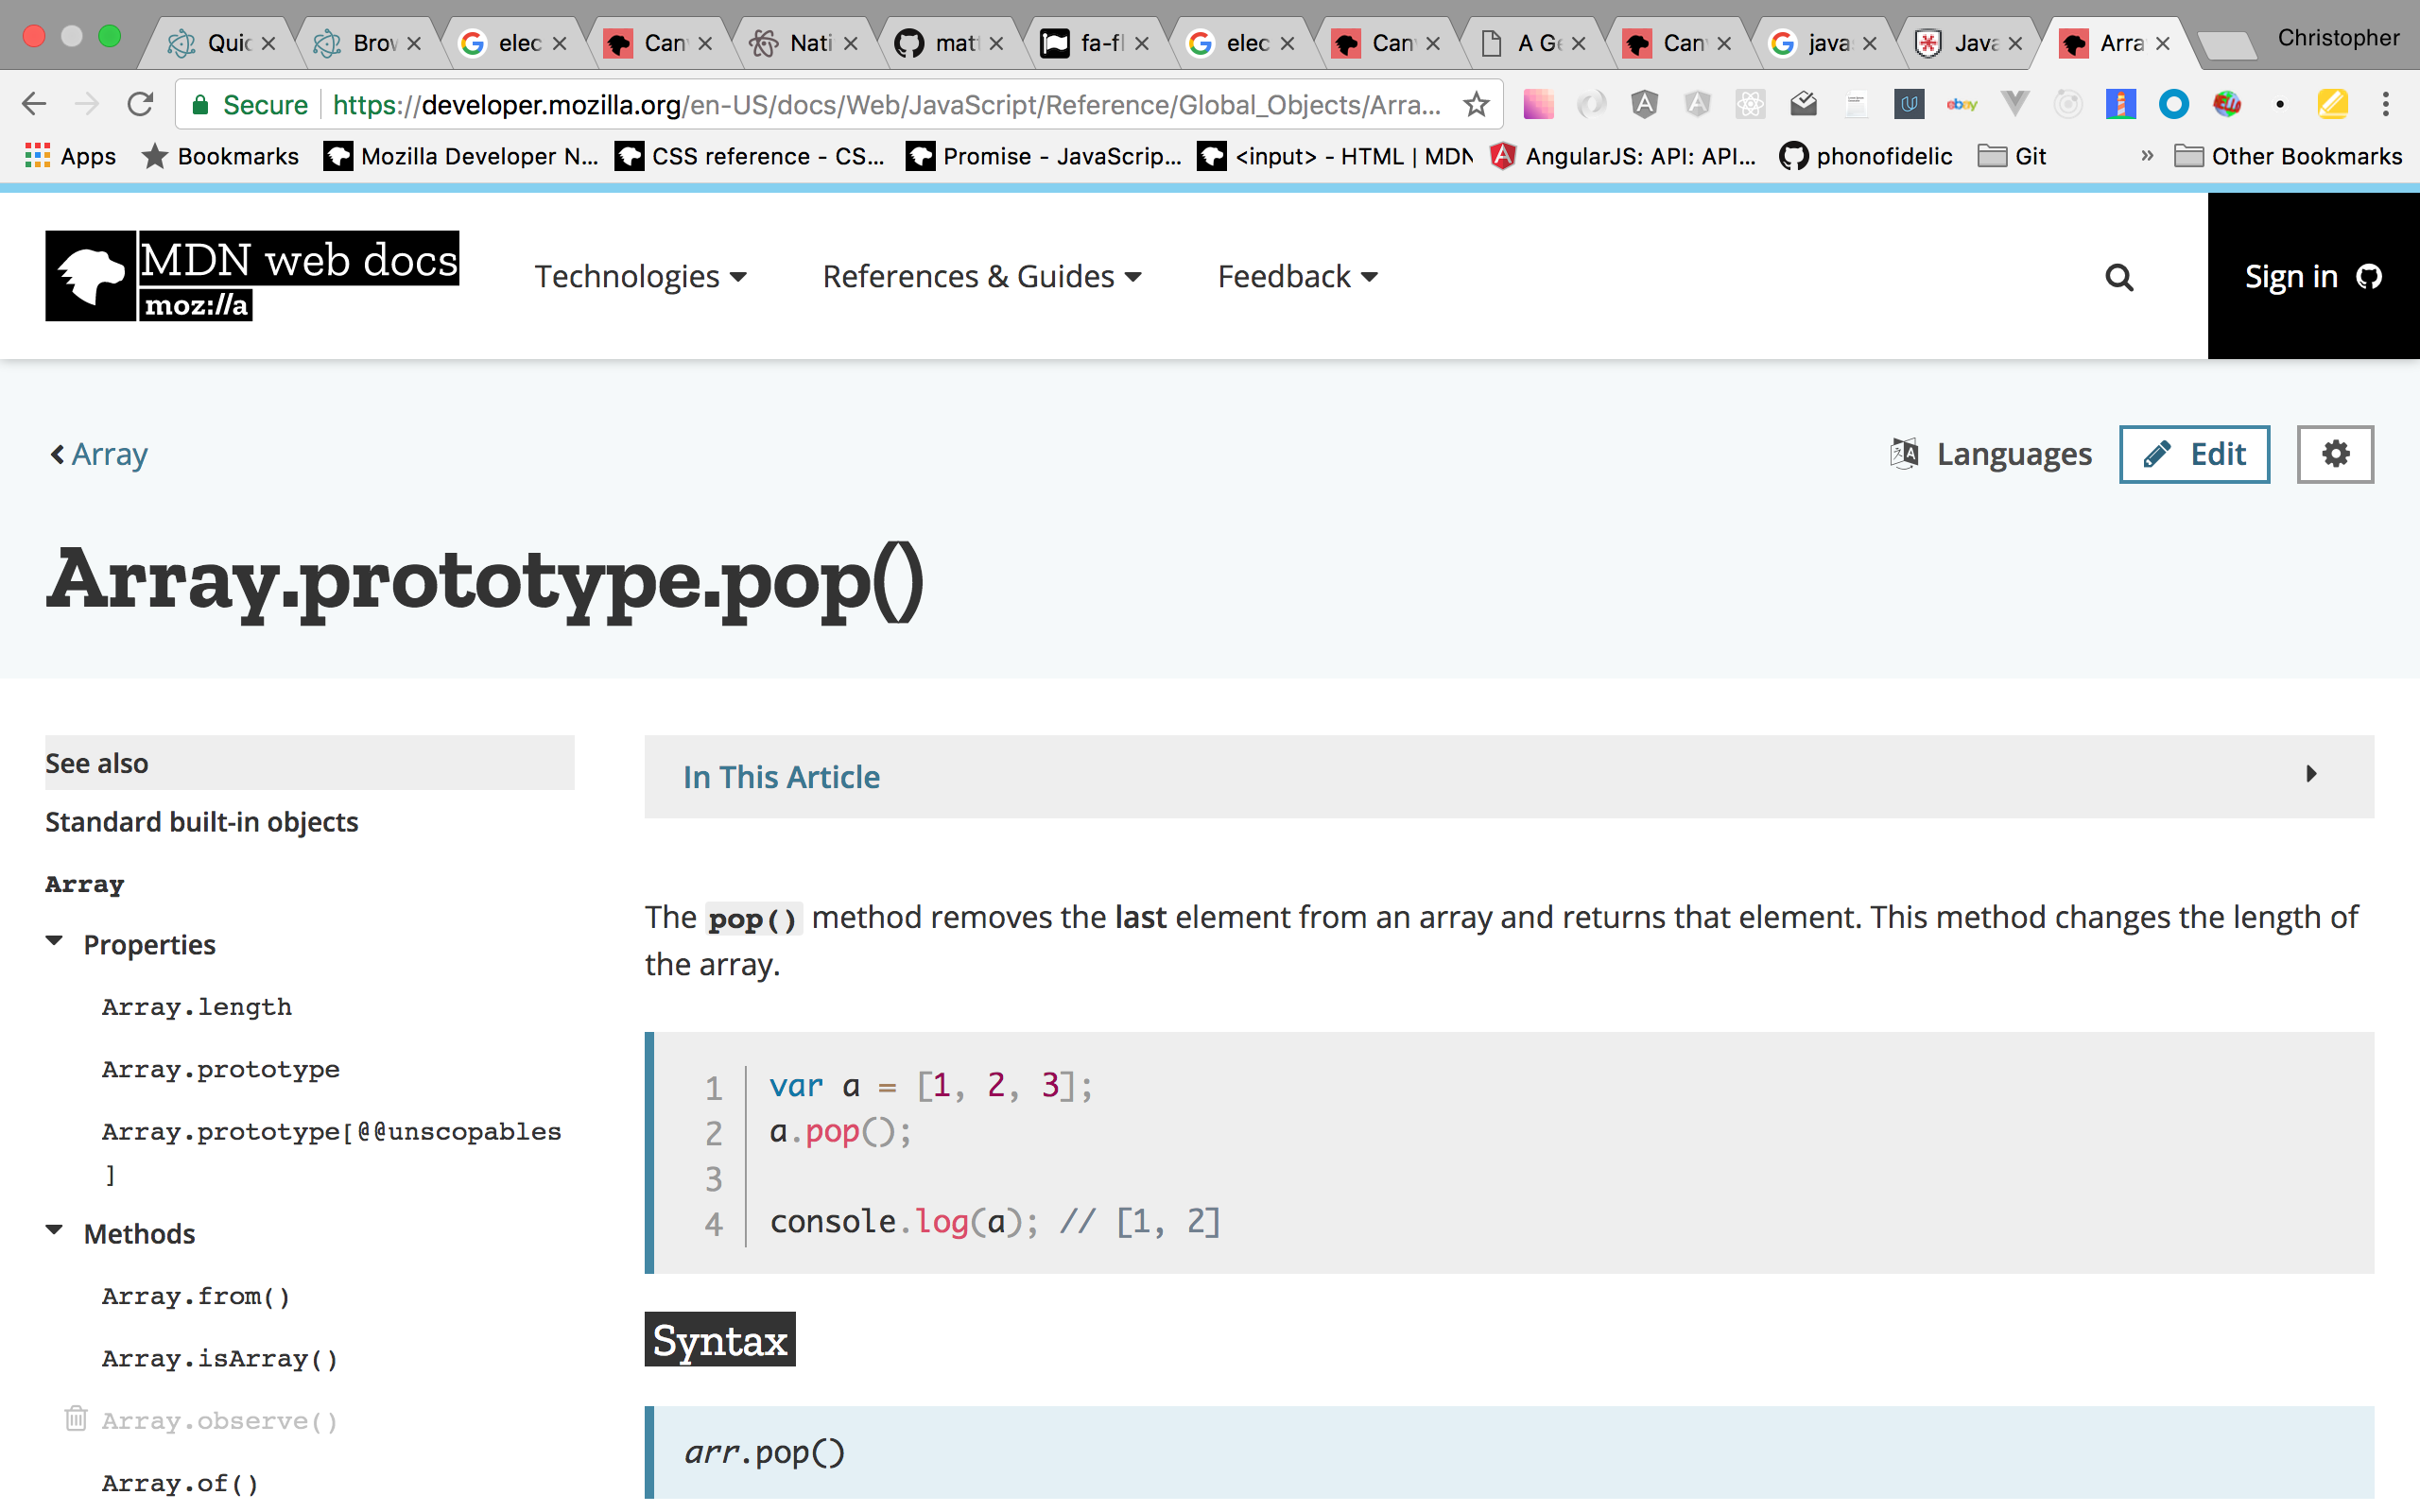 Quic Brow elec Can Nati mat fa-fl elec Can A Ge Can java Java Arra Christopher
Secure https://developer.mozilla.org/en-US/docs/Web/JavaScript/Reference/Global_Objects/Arra... ebay
Apps Bookmarks Mozilla Developer N... CSS reference - CS... Promise - JavaScrip... <input> - HTML | MDN AngularJS: API: API... phonofidelic Git » Other Bookmarks
MDN web docs
moz://a
Technologies References & Guides Feedback Sign in
Array Languages Edit
Array.prototype.pop()
See also
Standard built-in objects
Array
Properties
Array.length
Array.prototype
Array.prototype[@@unscopables
]
Methods
Array.from()
Array.isArray()
Array.observe()
Array.of()
In This Article
The pop() method removes the last element from an array and returns that element. This method changes the length of
the array.
1 var a = [1, 2, 3];
2 a.pop();
3
4 console.log(a); // [1, 2]
Syntax
arr.pop()